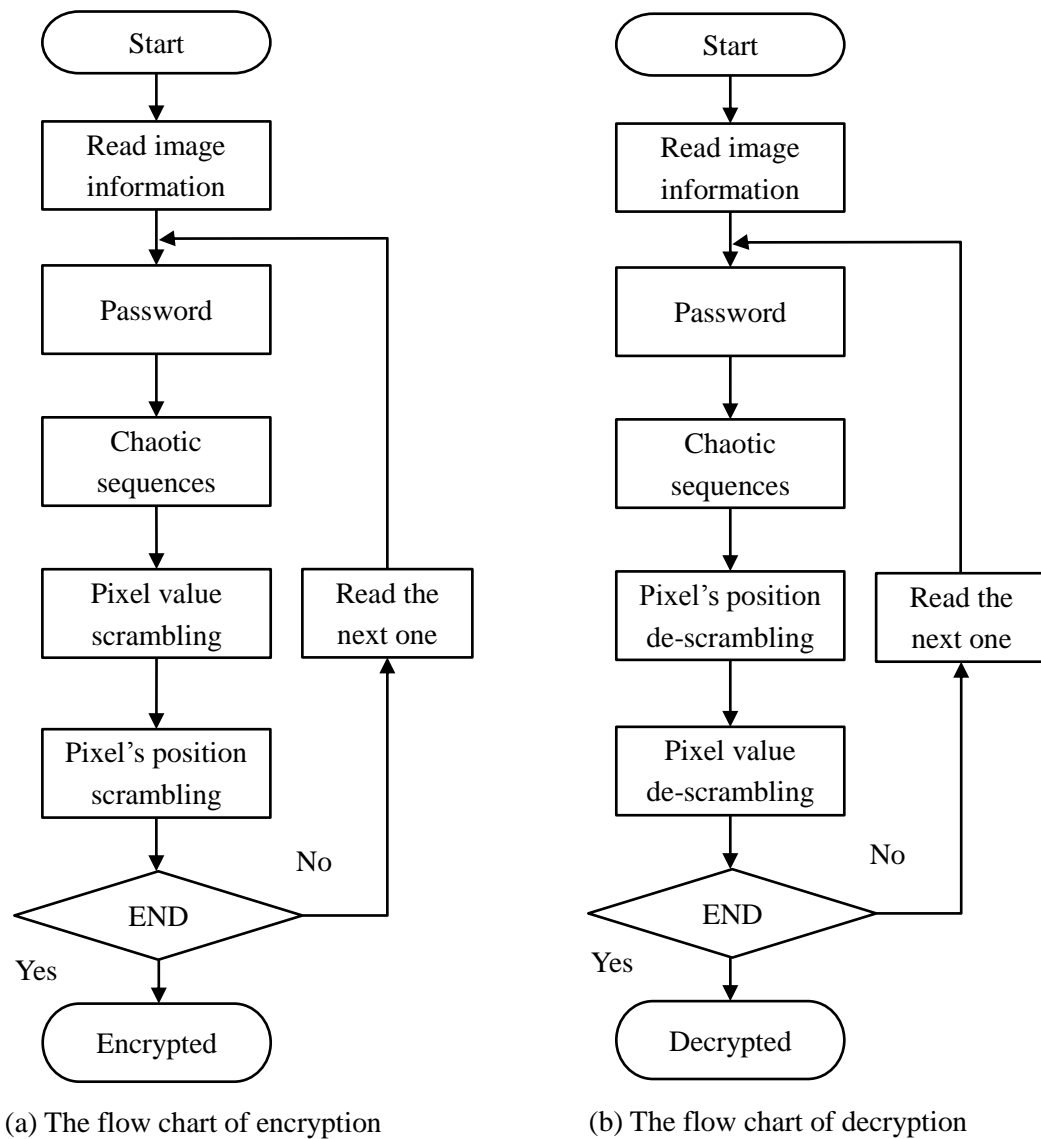 Start
Read image
information
Password
Chaotic
sequences
Pixel value
scrambling
Read the
next one
Pixel’s position
scrambling
No
END
Yes
Encrypted
(a) The flow chart of encryption
Start
Read image
information
Password
Chaotic
sequences
Pixel’s position
de-scrambling
Read the
next one
Pixel value
de-scrambling
No
END
Yes
Decrypted
(b) The flow chart of decryption